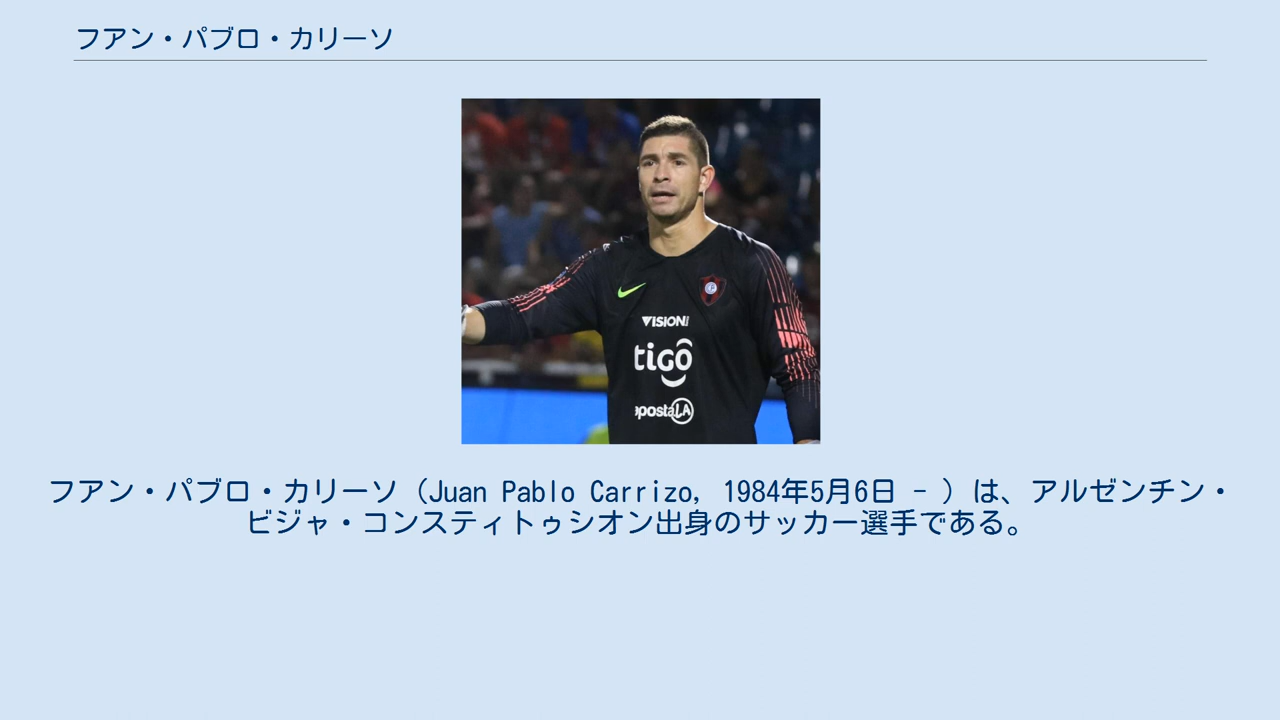 フアン・パブロ・カリーソ
VISION
tigo
apostaLA
フアン・パブロ・カリーソ（Juan Pablo Carrizo, 1984年5月6日 - ）は、アルゼンチン・
ビジャ・コンスティトゥシオン出身のサッカー選手である。